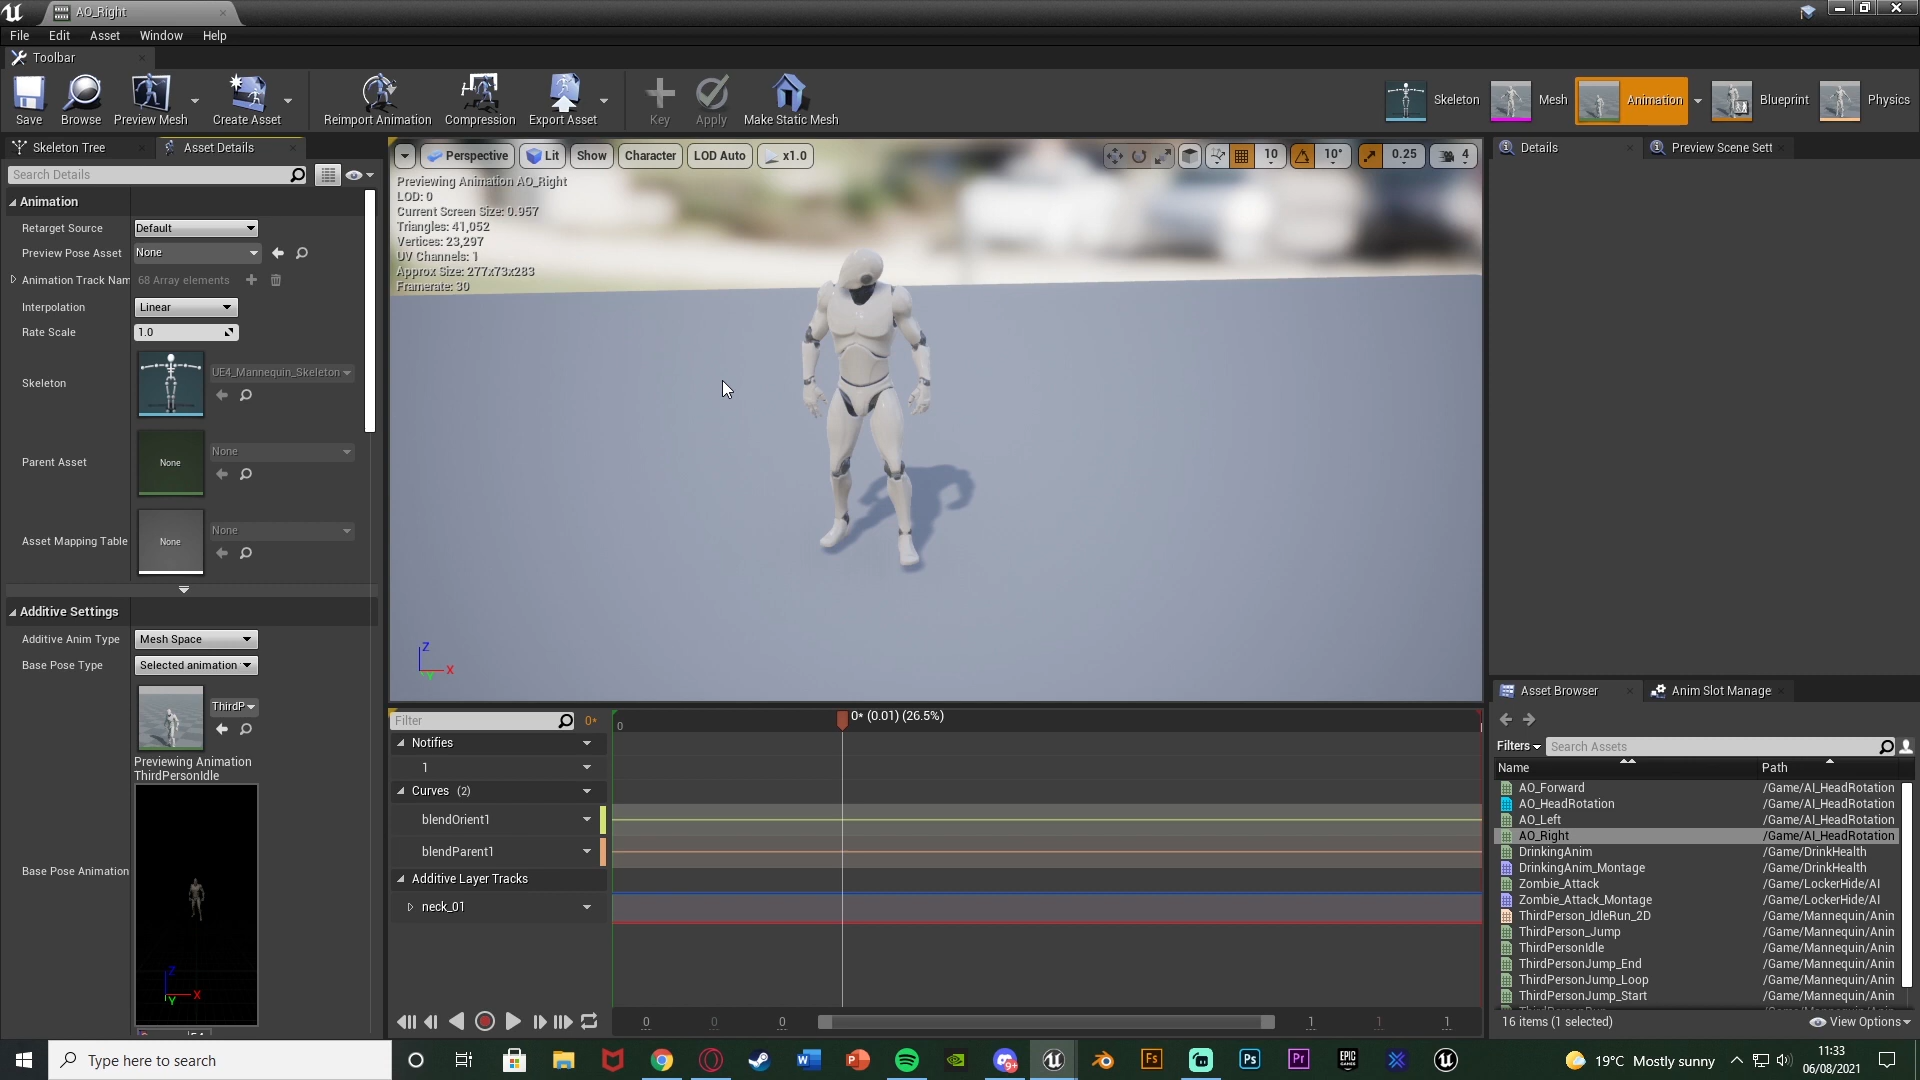 AO_Right
File Edit Asset Window Help
Toolbar
Save Browse Preview Mesh Create Asset Reimport Animation Compression Export Asset Key Apply Make Static Mesh
Skeleton Mesh Animation Blueprint Physics
Skeleton Tree Asset Details
Search Details
Animation
Retarget Source Default
Preview Pose Asset None
Animation Track Nam 68 Array elements
Interpolation Linear
Rate Scale 1.0
Skeleton UE4_Mannequin_Skeleton
Parent Asset None None
Asset Mapping Table None None
Additive Settings
Additive Anim Type Mesh Space
Base Pose Type Selected animation
ThirdP
Previewing Animation
ThirdPersonIdle
Base Pose Animation
Z
Y X
Perspective Lit Show Character LOD Auto x1.0 10 10° 0.25 4
Previewing Animation AO_Right
LOD: 0
Current Screen Size: 0.957
Triangles: 41,052
Vertices: 23,297
UV Channels: 1
Approx Size: 277x73x283
Framerate: 30
Z
Y X
Filter 0* 0 0* (0.01) (26.5%)
Notifies
1
Curves (2)
blendOrient1
blendParent1
Additive Layer Tracks
neck_01
0 0 0 1 1 1
Details Preview Scene Sett
Asset Browser Anim Slot Manage
Filters Search Assets
Name Path
AO_Forward /Game/AI_HeadRotation
AO_HeadRotation /Game/AI_HeadRotation
AO_Left /Game/AI_HeadRotation
AO_Right /Game/AI_HeadRotation
DrinkingAnim /Game/DrinkHealth
DrinkingAnim_Montage /Game/DrinkHealth
Zombie_Attack /Game/LockerHide/AI
Zombie_Attack_Montage /Game/LockerHide/AI
ThirdPerson_IdleRun_2D /Game/Mannequin/Anin
ThirdPerson_Jump /Game/Mannequin/Anin
ThirdPersonIdle /Game/Mannequin/Anin
ThirdPersonJump_End /Game/Mannequin/Anin
ThirdPersonJump_Loop /Game/Mannequin/Anin
ThirdPersonJump_Start /Game/Mannequin/Anin
16 items (1 selected) View Options
Type here to search
19°C Mostly sunny
11:33
06/08/2021